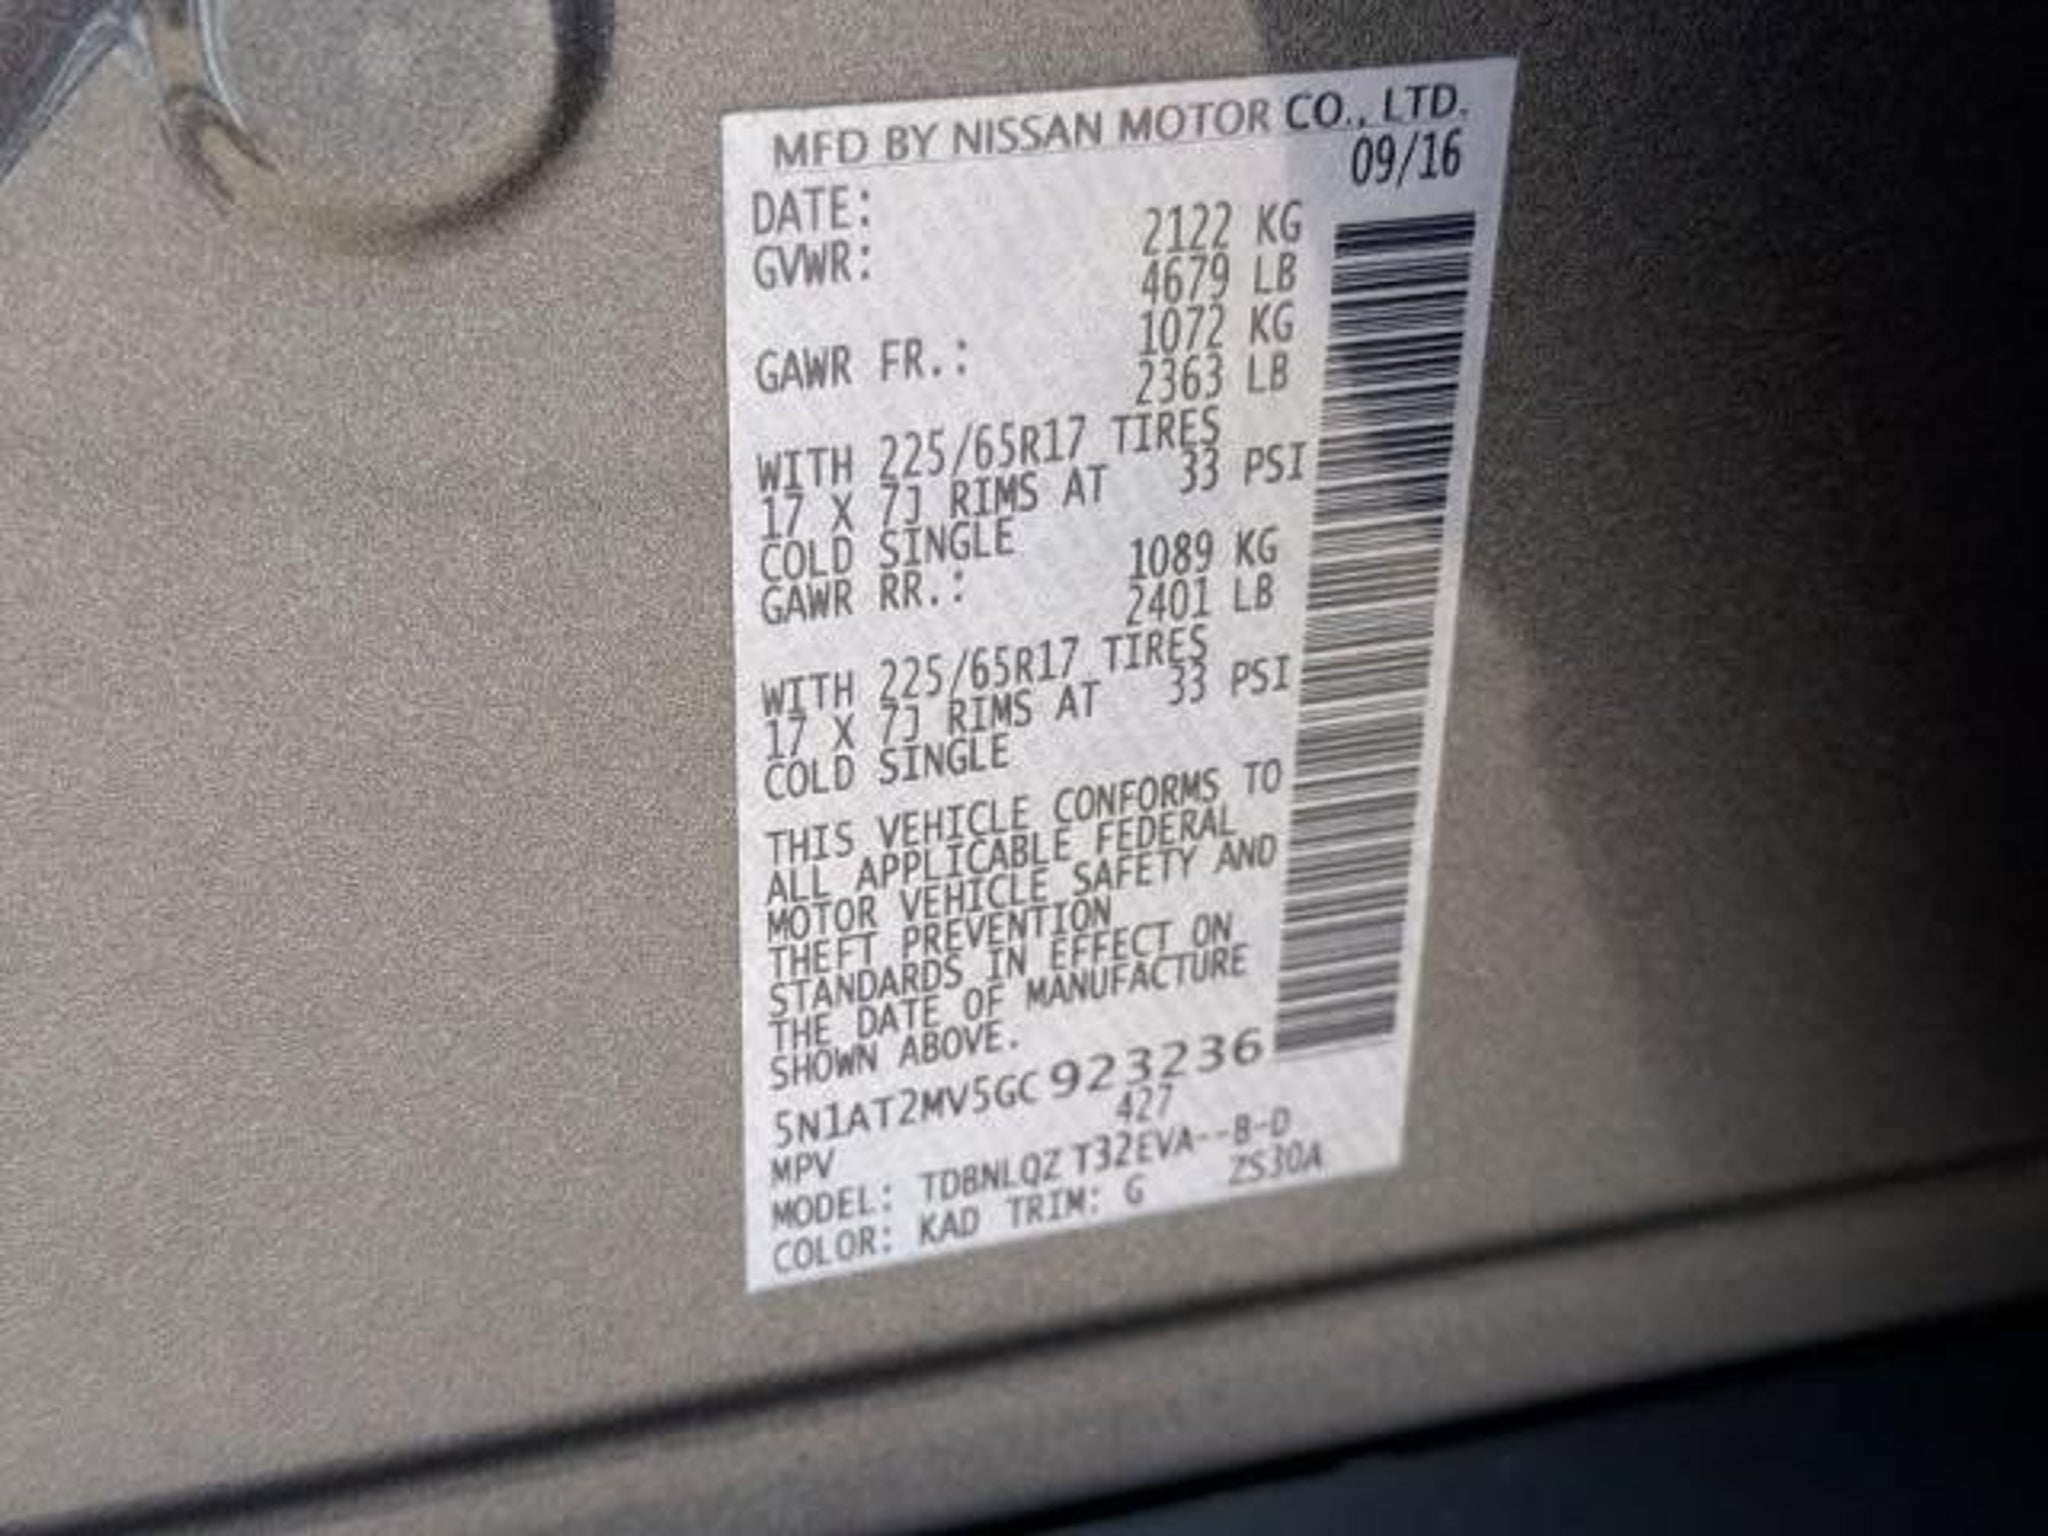 MFD BY NISSAN MOTOR CO., LTD.
DATE: 09/16
GVWR: 2122 KG
4679 LB
GAWR FR.: 1072 KG
2363 LB
WITH 225/65R17 TIRES
17 X 7J RIMS AT 33 PSI
COLD SINGLE
GAWR RR.: 1089 KG
2401 LB
WITH 225/65R17 TIRES
17 X 7J RIMS AT 33 PSI
COLD SINGLE
THIS VEHICLE CONFORMS TO
ALL APPLICABLE FEDERAL
MOTOR VEHICLE SAFETY AND
THEFT PREVENTION
STANDARDS IN EFFECT ON
THE DATE OF MANUFACTURE
SHOWN ABOVE.
5N1AT2MV5GC923236
MPV 427
MODEL: TDBNLQZ T32EVA--B-D
COLOR: KAD TRIM: G ZS30A